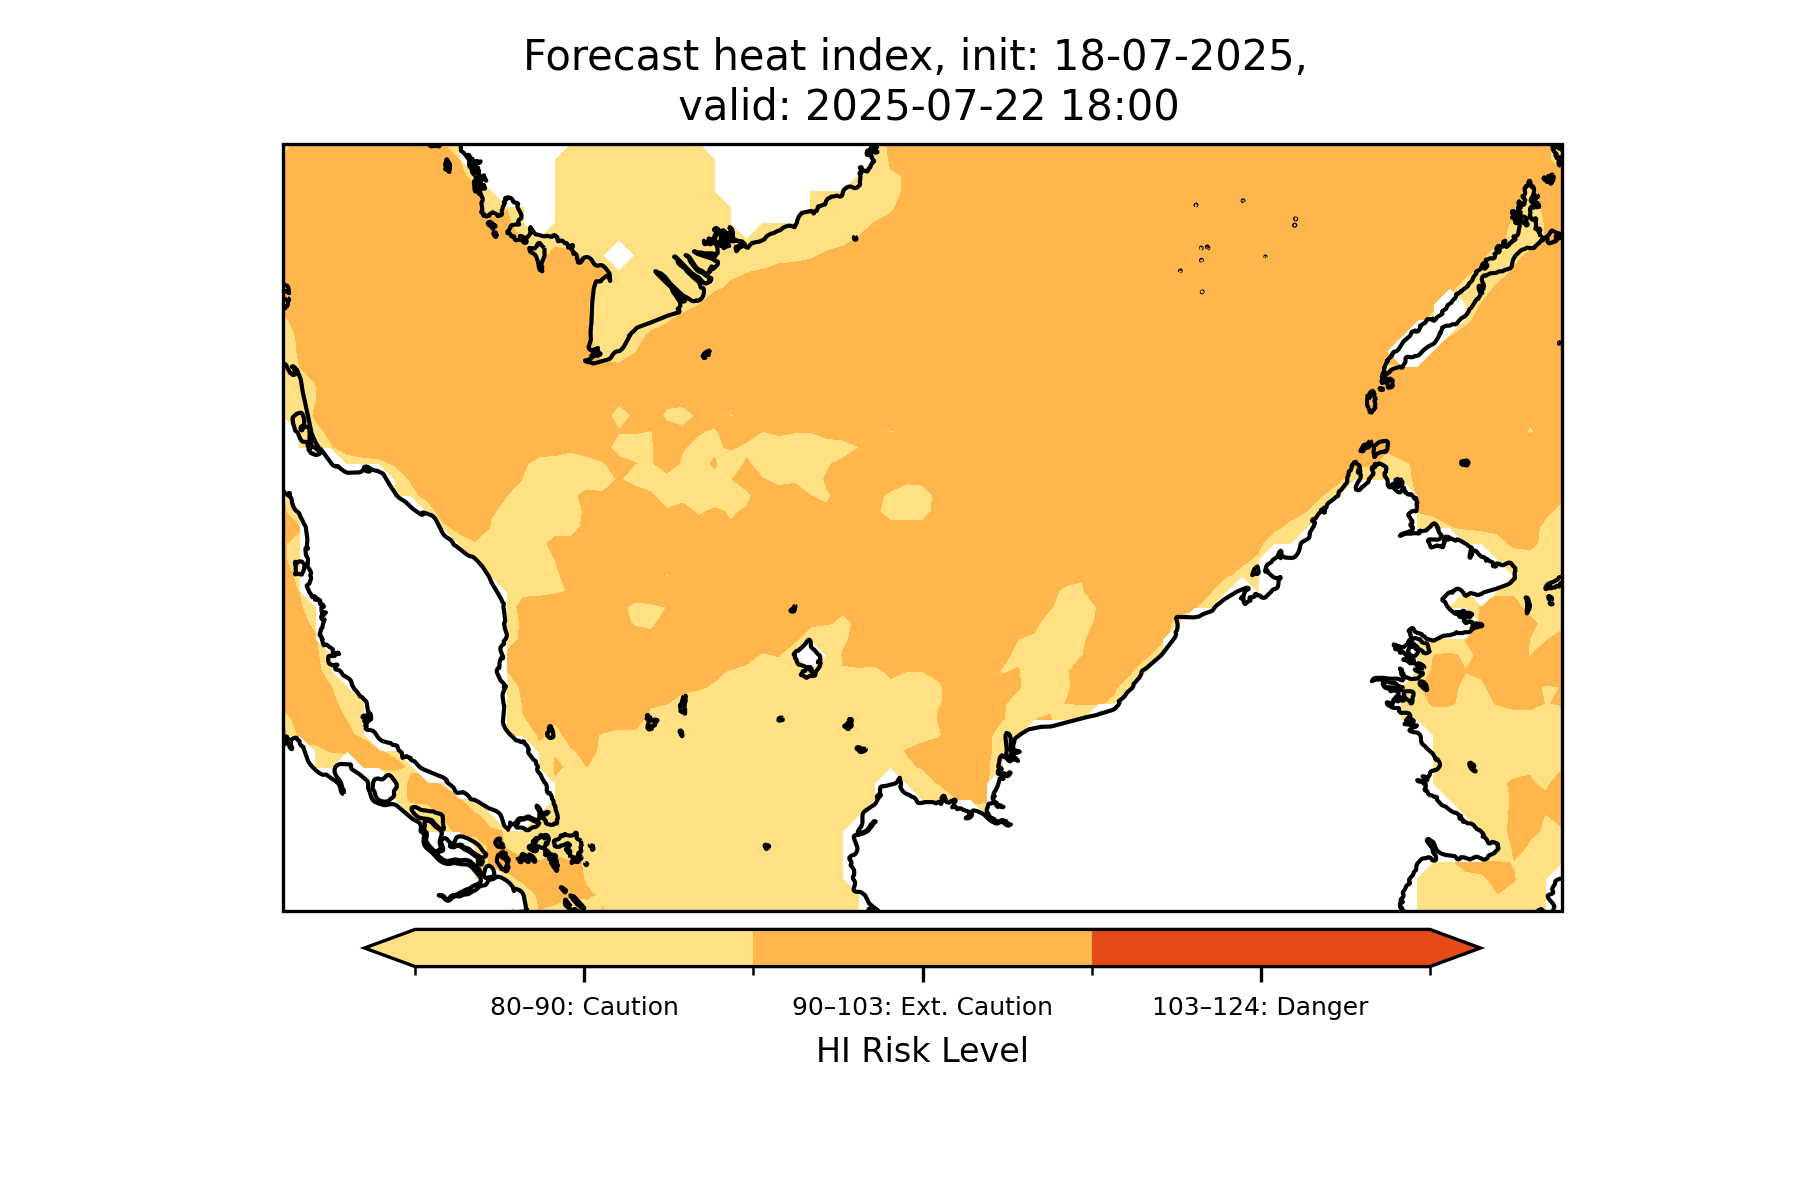 Forecast heat index, init: 18-07-2025,
valid: 2025-07-22 18:00
80–90: Caution
90–103: Ext. Caution
103–124: Danger
HI Risk Level